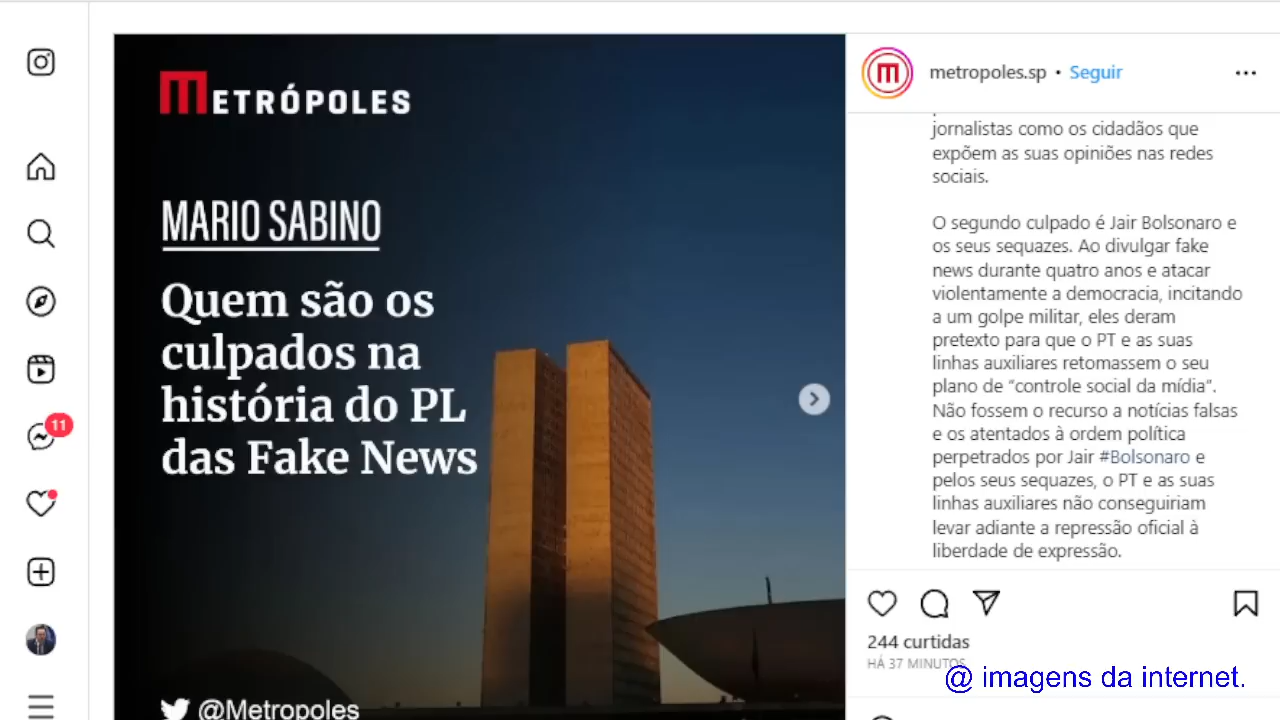 METRÓPOLES
MARIO SABINO
Quem são os
culpados na
história do PL
das Fake News
@Metropoles
metropoles.sp • Seguir
jornalistas como os cidadãos que
expõem as suas opiniões nas redes
sociais.
O segundo culpado é Jair Bolsonaro e
os seus sequazes. Ao divulgar fake
news durante quatro anos e atacar
violentamente a democracia, incitando
a um golpe militar, eles deram
pretexto para que o PT e as suas
linhas auxiliares retomassem o seu
plano de “controle social da mídia”.
Não fossem o recurso a notícias falsas
e os atentados à ordem política
perpetrados por Jair #Bolsonaro e
pelos seus sequazes, o PT e as suas
linhas auxiliares não conseguiriam
levar adiante a repressão oficial à
liberdade de expressão.
244 curtidas
HÁ 37 MINUTOS
@ imagens da internet.
11